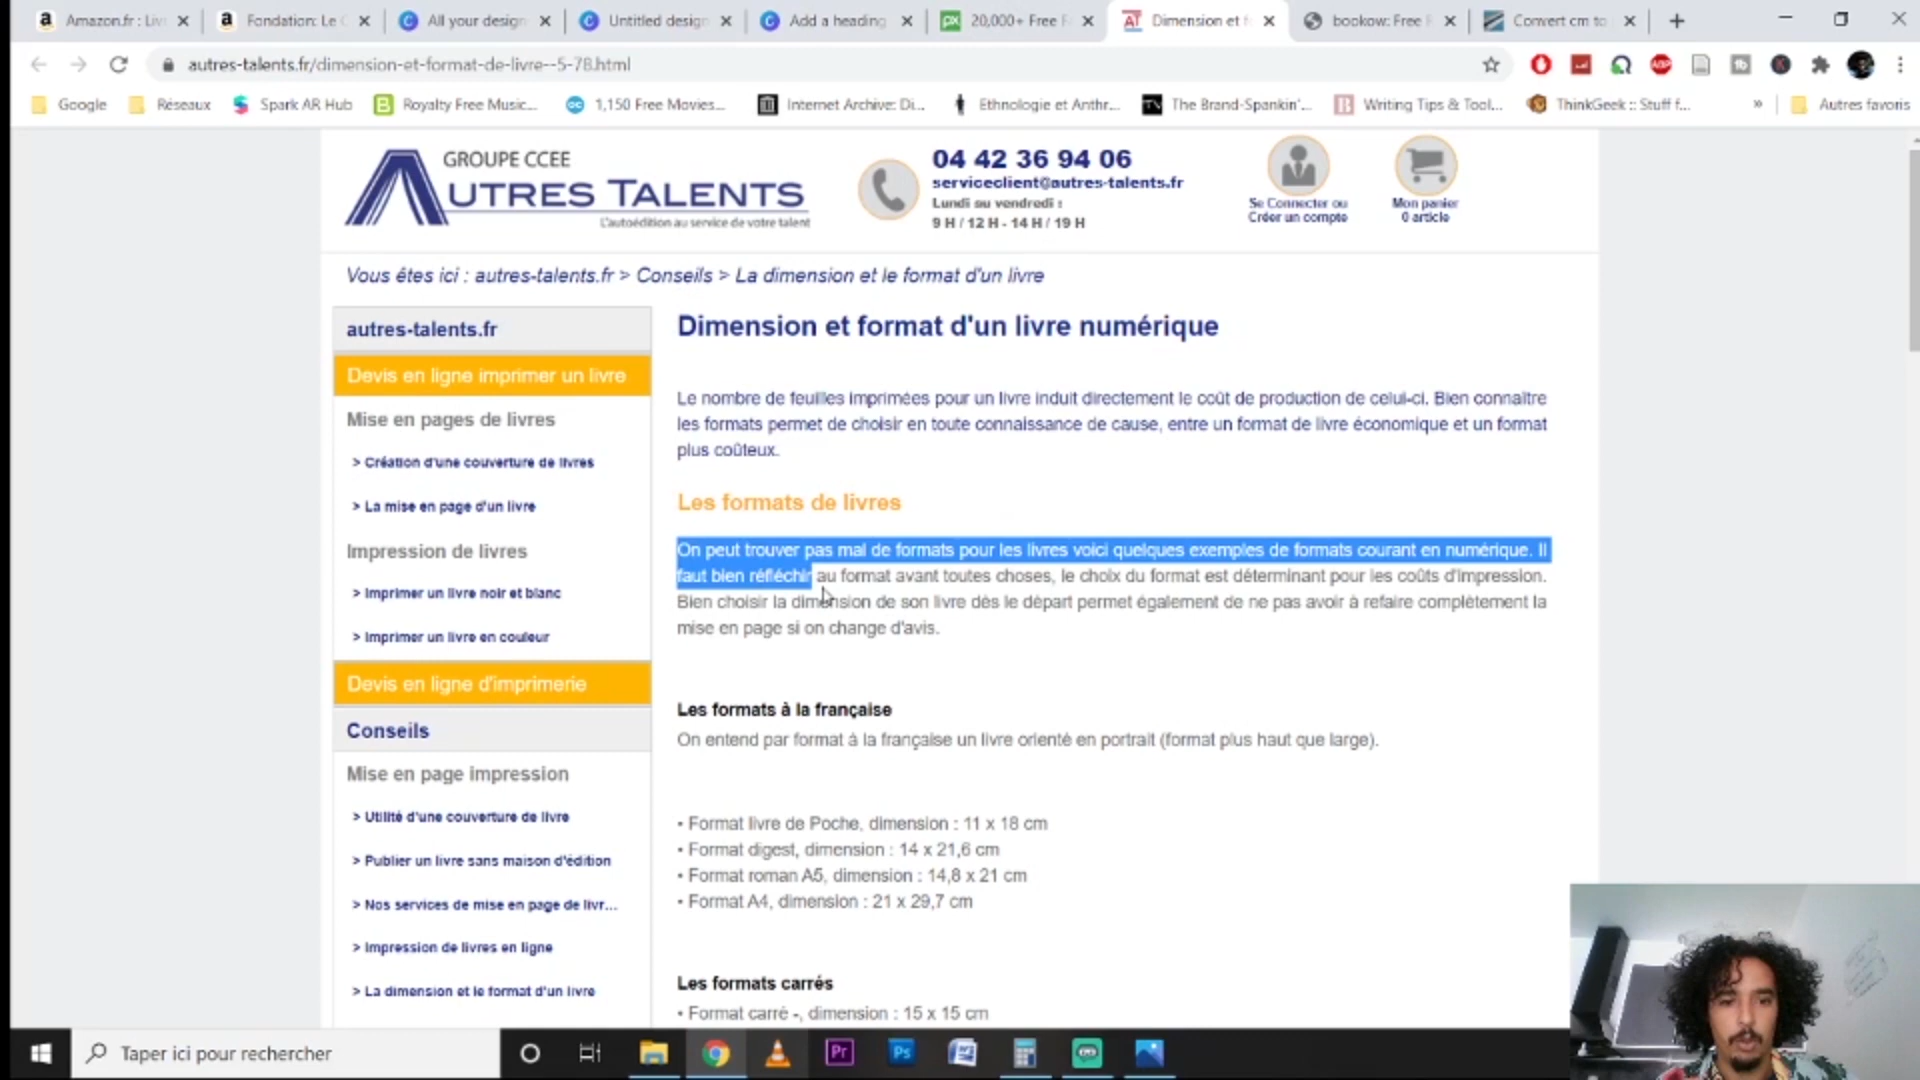 Amazon.fr : Liv
Fondation: Le C
All your design
Untitled design
Add a heading
20,000+ Free F
Dimension et f
bookow: Free R
Convert cm to
autres-talents.fr/dimension-et-format-de-livre--5-78.html
Google
Réseaux
Spark AR Hub
Royalty Free Music...
1,150 Free Movies...
Internet Archive: Di...
Ethnologie et Anthr...
The Brand-Spankin'...
Writing Tips & Tool...
ThinkGeek :: Stuff f...
»
Autres favoris
GROUPE CCEE
AUTRES TALENTS
L'autoédition au service de votre talent
04 42 36 94 06
serviceclient@autres-talents.fr
Lundi au vendredi :
9 H / 12 H - 14 H / 19 H
Se Connecter ou
Créer un compte
Mon panier
0 article
Vous êtes ici : autres-talents.fr > Conseils > La dimension et le format d'un livre
autres-talents.fr
Devis en ligne imprimer un livre
Mise en pages de livres
> Création d'une couverture de livres
> La mise en page d'un livre
Impression de livres
> Imprimer un livre noir et blanc
> Imprimer un livre en couleur
Devis en ligne d'imprimerie
Conseils
Mise en page impression
> Utilité d'une couverture de livre
> Publier un livre sans maison d'édition
> Nos services de mise en page de livr...
> Impression de livres en ligne
> La dimension et le format d'un livre
Dimension et format d'un livre numérique
Le nombre de feuilles imprimées pour un livre induit directement le coût de production de celui-ci. Bien connaître
les formats permet de choisir en toute connaissance de cause, entre un format de livre économique et un format
plus coûteux.
Les formats de livres
On peut trouver pas mal de formats pour les livres voici quelques exemples de formats courant en numérique. Il
faut bien réfléchir au format avant toutes choses, le choix du format est déterminant pour les coûts d'impression.
Bien choisir la dimension de son livre dès le départ permet également de ne pas avoir à refaire complètement la
mise en page si on change d'avis.
Les formats à la française
On entend par format à la française un livre orienté en portrait (format plus haut que large).
• Format livre de Poche, dimension : 11 x 18 cm
• Format digest, dimension : 14 x 21,6 cm
• Format roman A5, dimension : 14,8 x 21 cm
• Format A4, dimension : 21 x 29,7 cm
Les formats carrés
• Format carré -, dimension : 15 x 15 cm
Taper ici pour rechercher
Pr
Ps